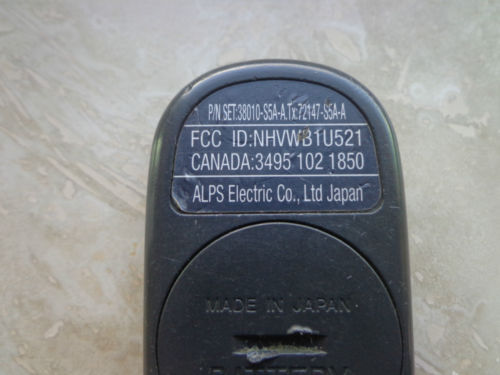 P/N SET:38010-S5A-A.Tx:72147-S5A-A
FCC ID:NHVWB1U521
CANADA:3495 102 1850
ALPS Electric Co., Ltd Japan
MADE IN JAPAN
BATTERY